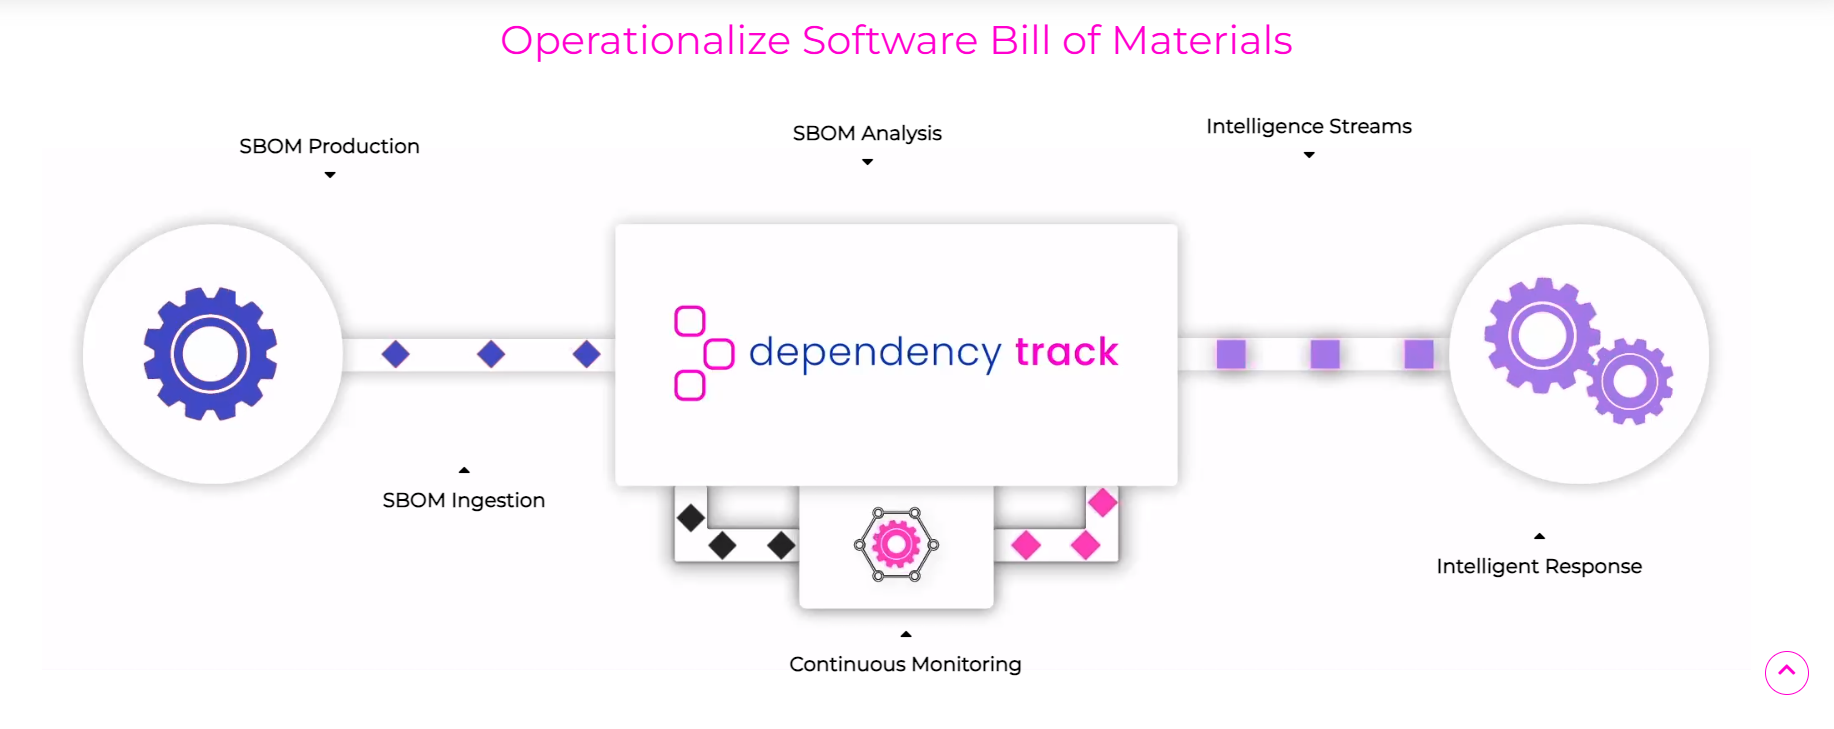 Operationalize Software Bill of Materials
SBOM Production
SBOM Analysis
Intelligence Streams
dependency track
SBOM Ingestion
Intelligent Response
Continuous Monitoring